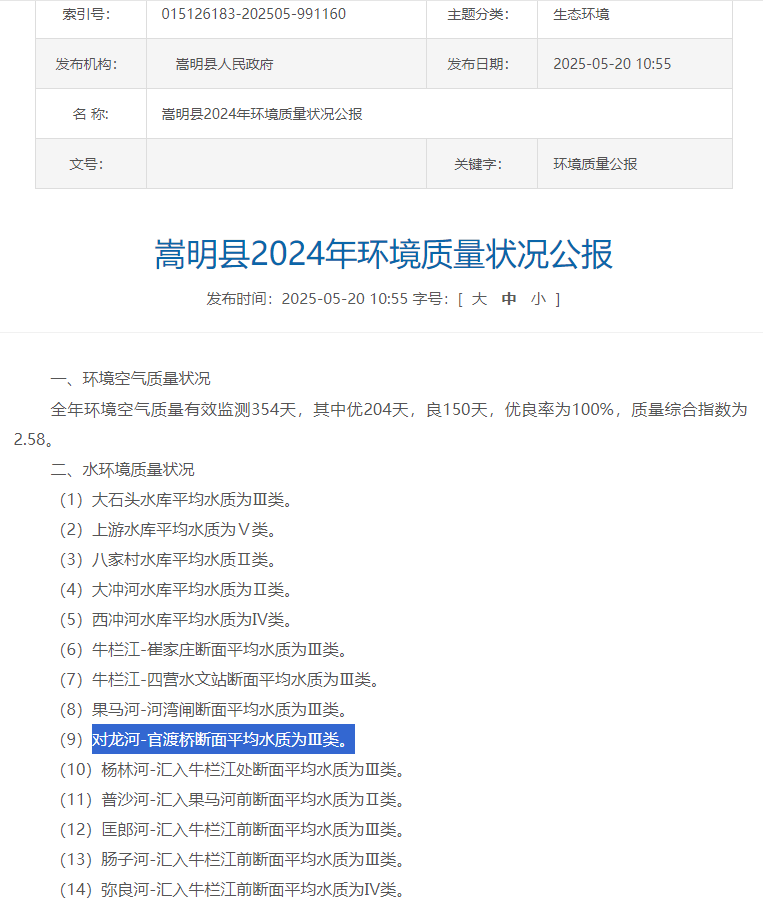 索引号： 015126183-202505-991160 主题分类： 生态环境
发布机构： 嵩明县人民政府 发布日期： 2025-05-20 10:55
名 称： 嵩明县2024年环境质量状况公报
文号： 关键字： 环境质量公报
嵩明县2024年环境质量状况公报
发布时间：2025-05-20 10:55 字号：[ 大 中 小 ]
一、环境空气质量状况
全年环境空气质量有效监测354天，其中优204天，良150天，优良率为100%，质量综合指数为
2.58。
二、水环境质量状况
（1）大石头水库平均水质为Ⅲ类。
（2）上游水库平均水质为Ⅴ类。
（3）八家村水库平均水质Ⅱ类。
（4）大冲河水库平均水质为Ⅱ类。
（5）西冲河水库平均水质为Ⅳ类。
（6）牛栏江-崔家庄断面平均水质为Ⅲ类。
（7）牛栏江-四营水文站断面平均水质为Ⅲ类。
（8）果马河-河湾闸断面平均水质为Ⅲ类。
（9）对龙河-官渡桥断面平均水质为Ⅲ类。
（10）杨林河-汇入牛栏江处断面平均水质为Ⅲ类。
（11）普沙河-汇入果马河前断面平均水质为Ⅱ类。
（12）匡郎河-汇入牛栏江前断面平均水质为Ⅲ类。
（13）肠子河-汇入牛栏江前断面平均水质为Ⅲ类。
（14）弥良河-汇入牛栏江前断面平均水质为Ⅳ类。